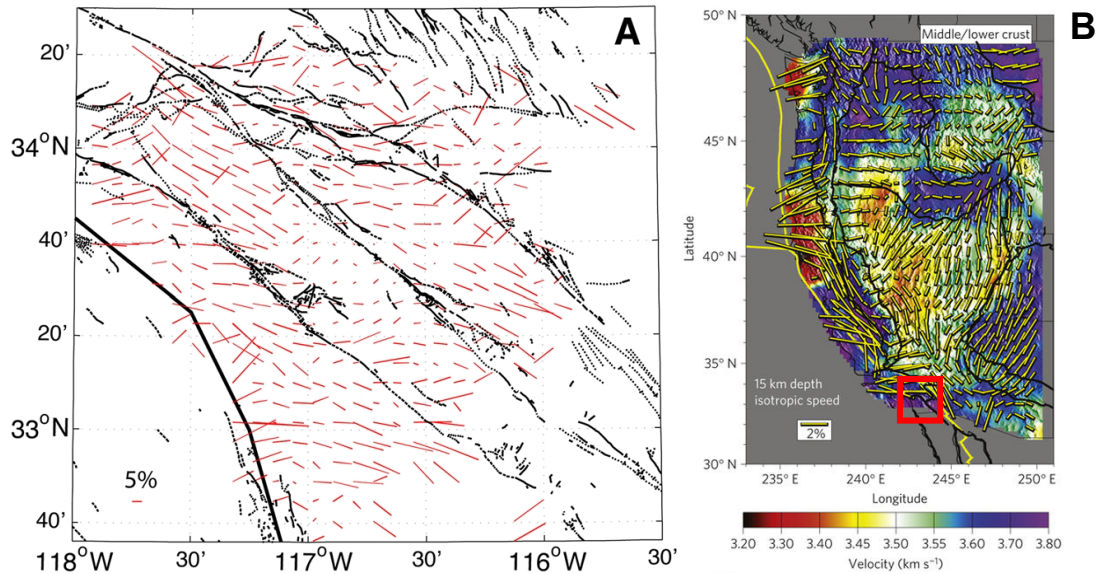 A
20'
34° N
40'
20'
33° N
5%
40'
118° W
30'
117° W
30'
116° W
30'
B
50° N
Middle/lower crust
45° N
Latitude
40° N
35° N
15 km depth
isotropic speed
2%
30° N
235° E
240° E
245° E
250° E
Longitude
3.20
3.30
3.40
3.45
3.50
3.55
3.60
3.70
3.80
Velocity (km s⁻¹)